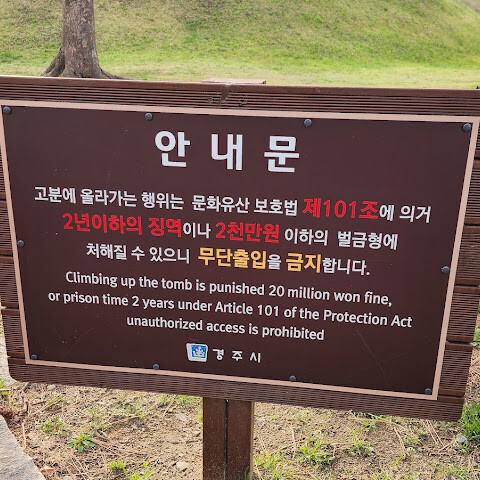 안내문
고분에 올라가는 행위는 문화유산 보호법 제101조에 의거
2년이하의 징역이나 2천만원 이하의 벌금형에
처해질 수 있으니 무단출입을 금지합니다.
Climbing up the tomb is punished 20 million won fine,
or prison time 2 years under Article 101 of the Protection Act
unauthorized access is prohibited
경주시